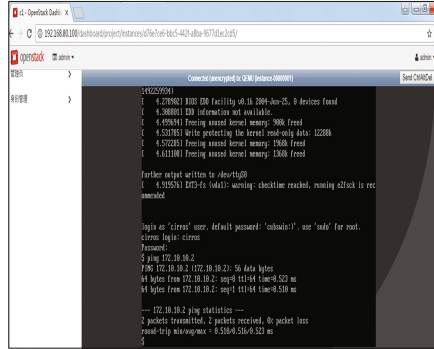 c1 - OpenStack Dashb
192.168.80.100/dashboard/project/instances/d76e7ce6-bbc5-442f-a8ba-9677d1ec2cd5/
openstack admin
admin
管理员
身份管理
Connected (unencrypted) to: QEMU (instance-00000001)
Send CtrlAltDel
1492259934)
[ 4.278902] BIOS EDD facility v0.16 2004-Jun-25, 0 devices found
[ 4.308801] EDD information not available.
[ 4.499694] Freeing unused kernel memory: 900k freed
[ 4.531785] Write protecting the kernel read-only data: 12288k
[ 4.572285] Freeing unused kernel memory: 1960k freed
[ 4.611100] Freeing unused kernel memory: 1368k freed
further output written to /dev/ttyS0
[ 4.919576] EXT3-fs (vda1): warning: checktime reached, running e2fsck is rec
ommended
login as 'cirros' user. default password: 'cubswin:)'. use 'sudo' for root.
cirros login: cirros
Password:
$ ping 172.10.10.2
PING 172.10.10.2 (172.10.10.2): 56 data bytes
64 bytes from 172.10.10.2: seq=0 ttl=64 time=0.523 ms
64 bytes from 172.10.10.2: seq=1 ttl=64 time=0.510 ms
--- 172.10.10.2 ping statistics ---
2 packets transmitted, 2 packets received, 0% packet loss
round-trip min/avg/max = 0.510/0.516/0.523 ms
$